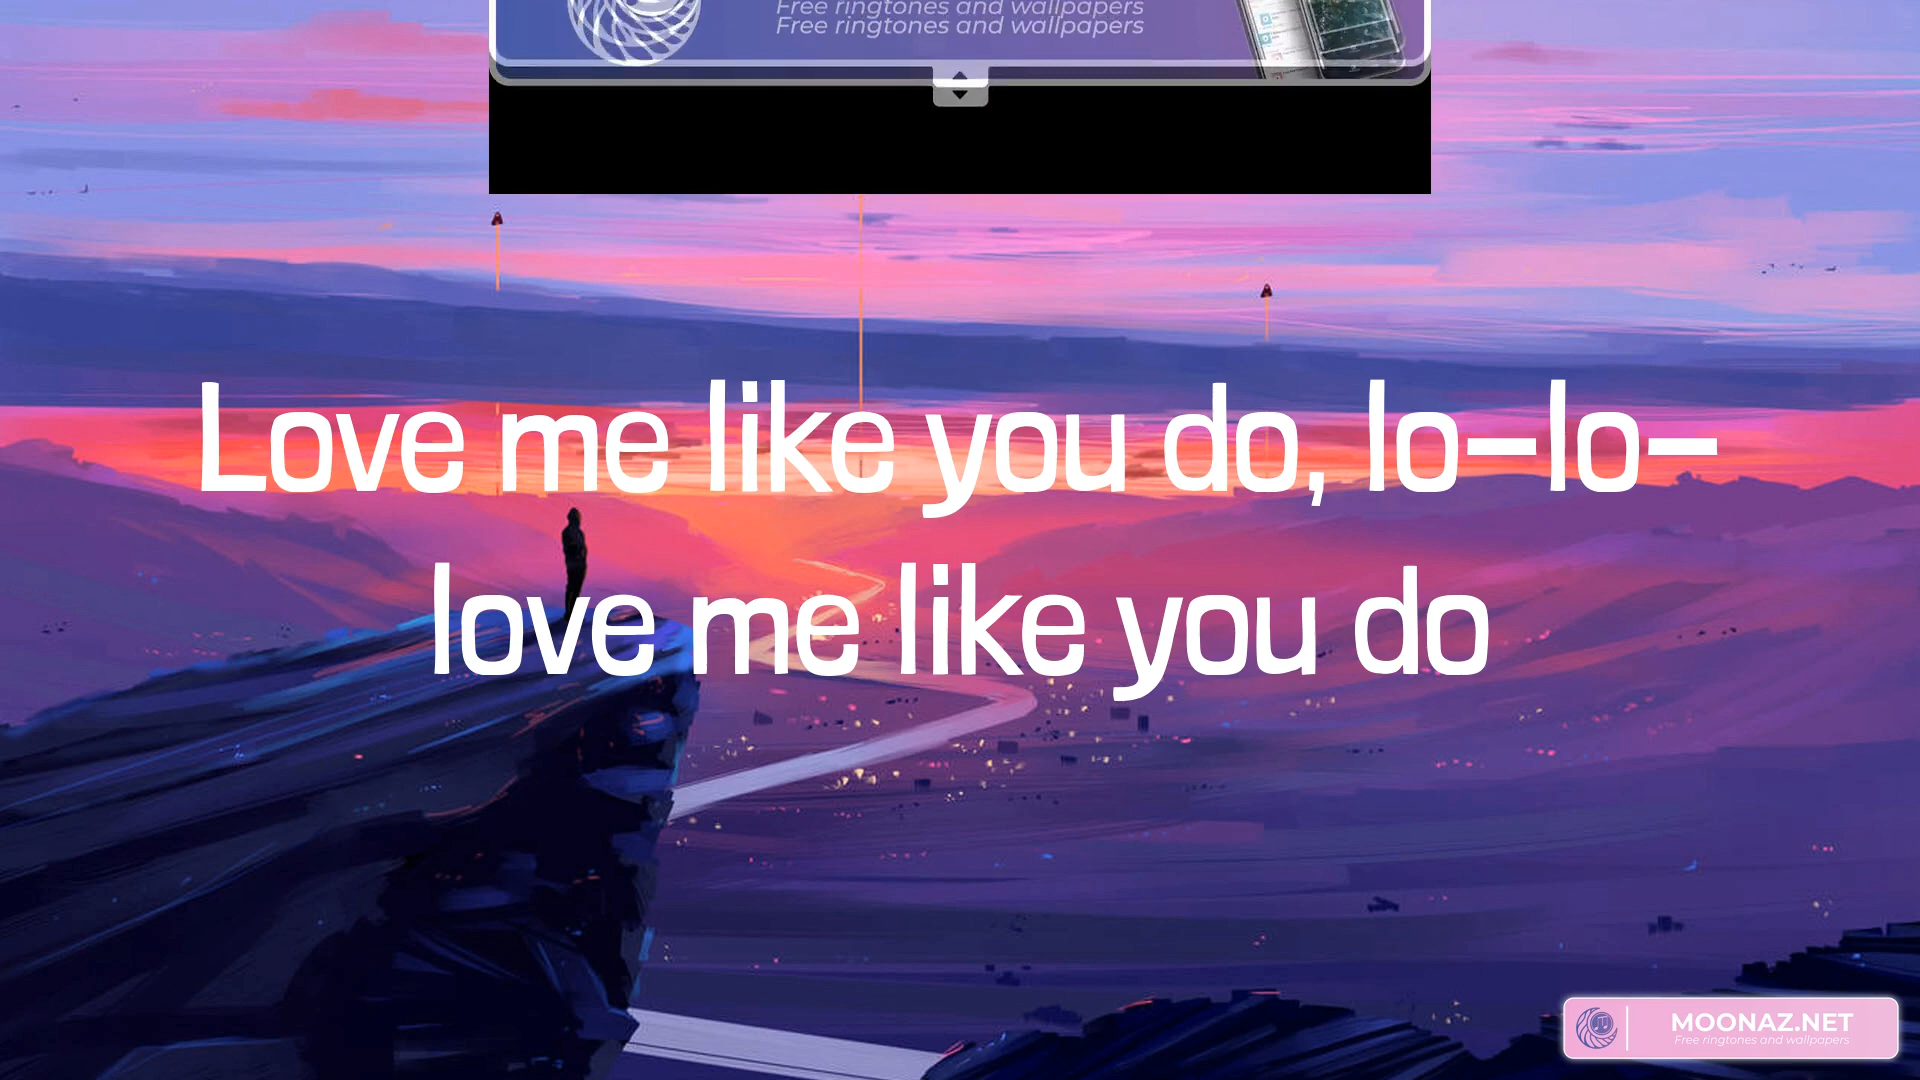 Free ringtones and wallpapers
Free ringtones and wallpapers
Love me like you do, lo-lo-
love me like you do
MOONAZ.NET
Free ringtones and wallpapers